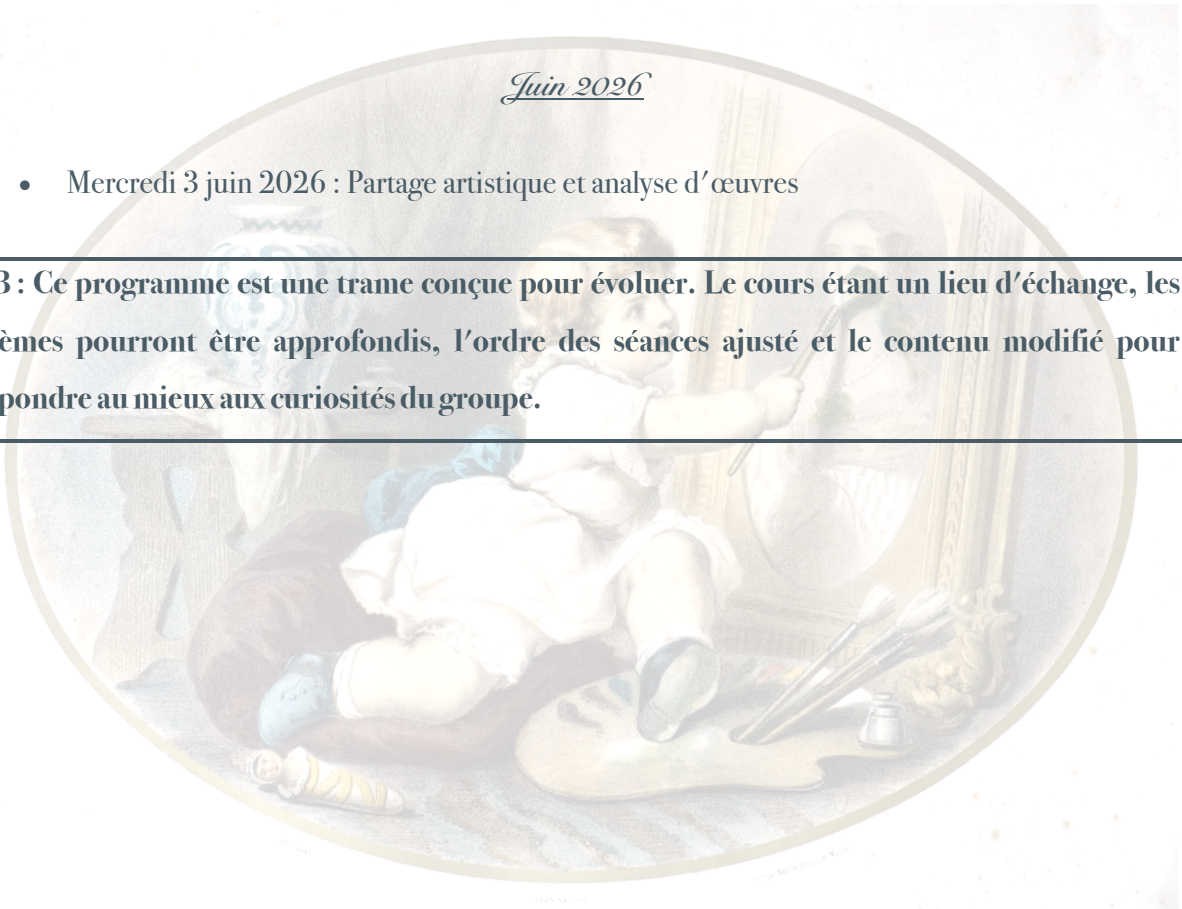 Juin 2026
• Mercredi 3 juin 2026 : Partage artistique et analyse d'œuvres
: Ce programme est une trame conçue pour évoluer. Le cours étant un lieu d'échange, les
pourront être approfondis, l'ordre des séances ajusté et le contenu modifié pour
pondre au mieux aux curiosités du groupe.